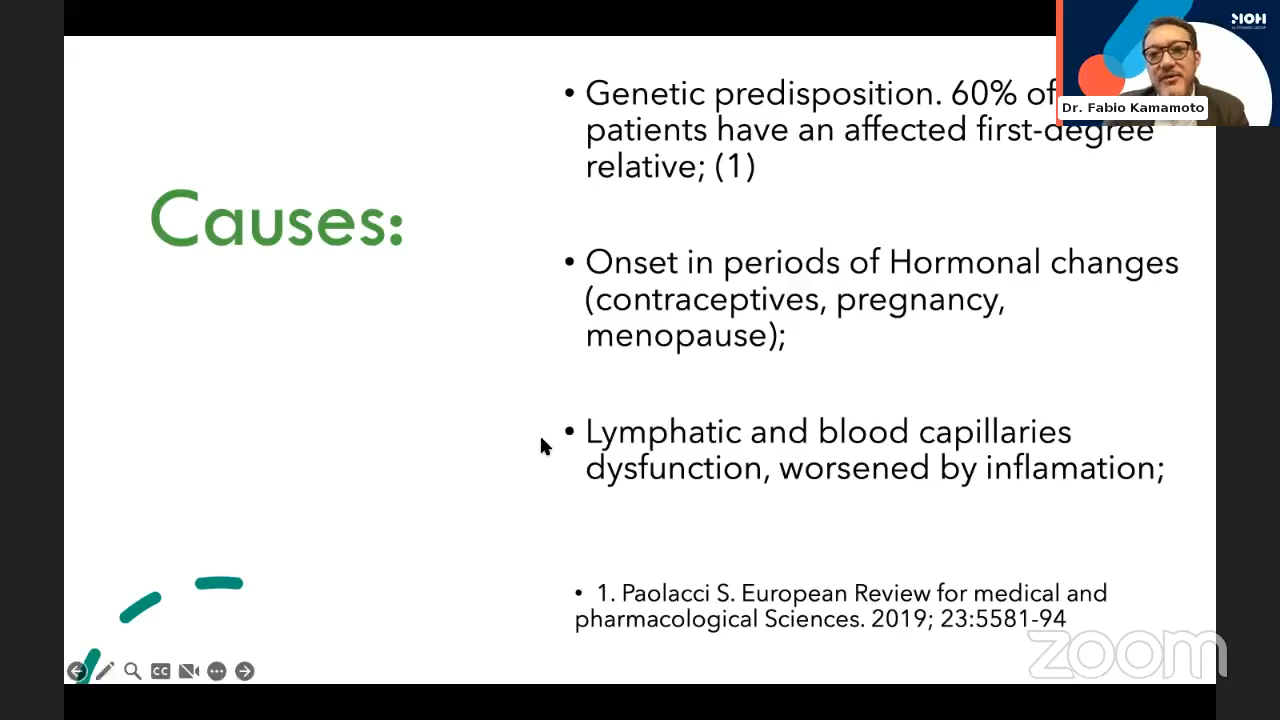 Causes:
• Genetic predisposition. 60% of
patients have an affected first-degree
relative; (1)
• Onset in periods of Hormonal changes
(contraceptives, pregnancy,
menopause);
• Lymphatic and blood capillaries
dysfunction, worsened by inflamation;
• 1. Paolacci S. European Review for medical and
pharmacological Sciences. 2019; 23:5581-94
Dr. Fabio Kamamoto
CC
zoom